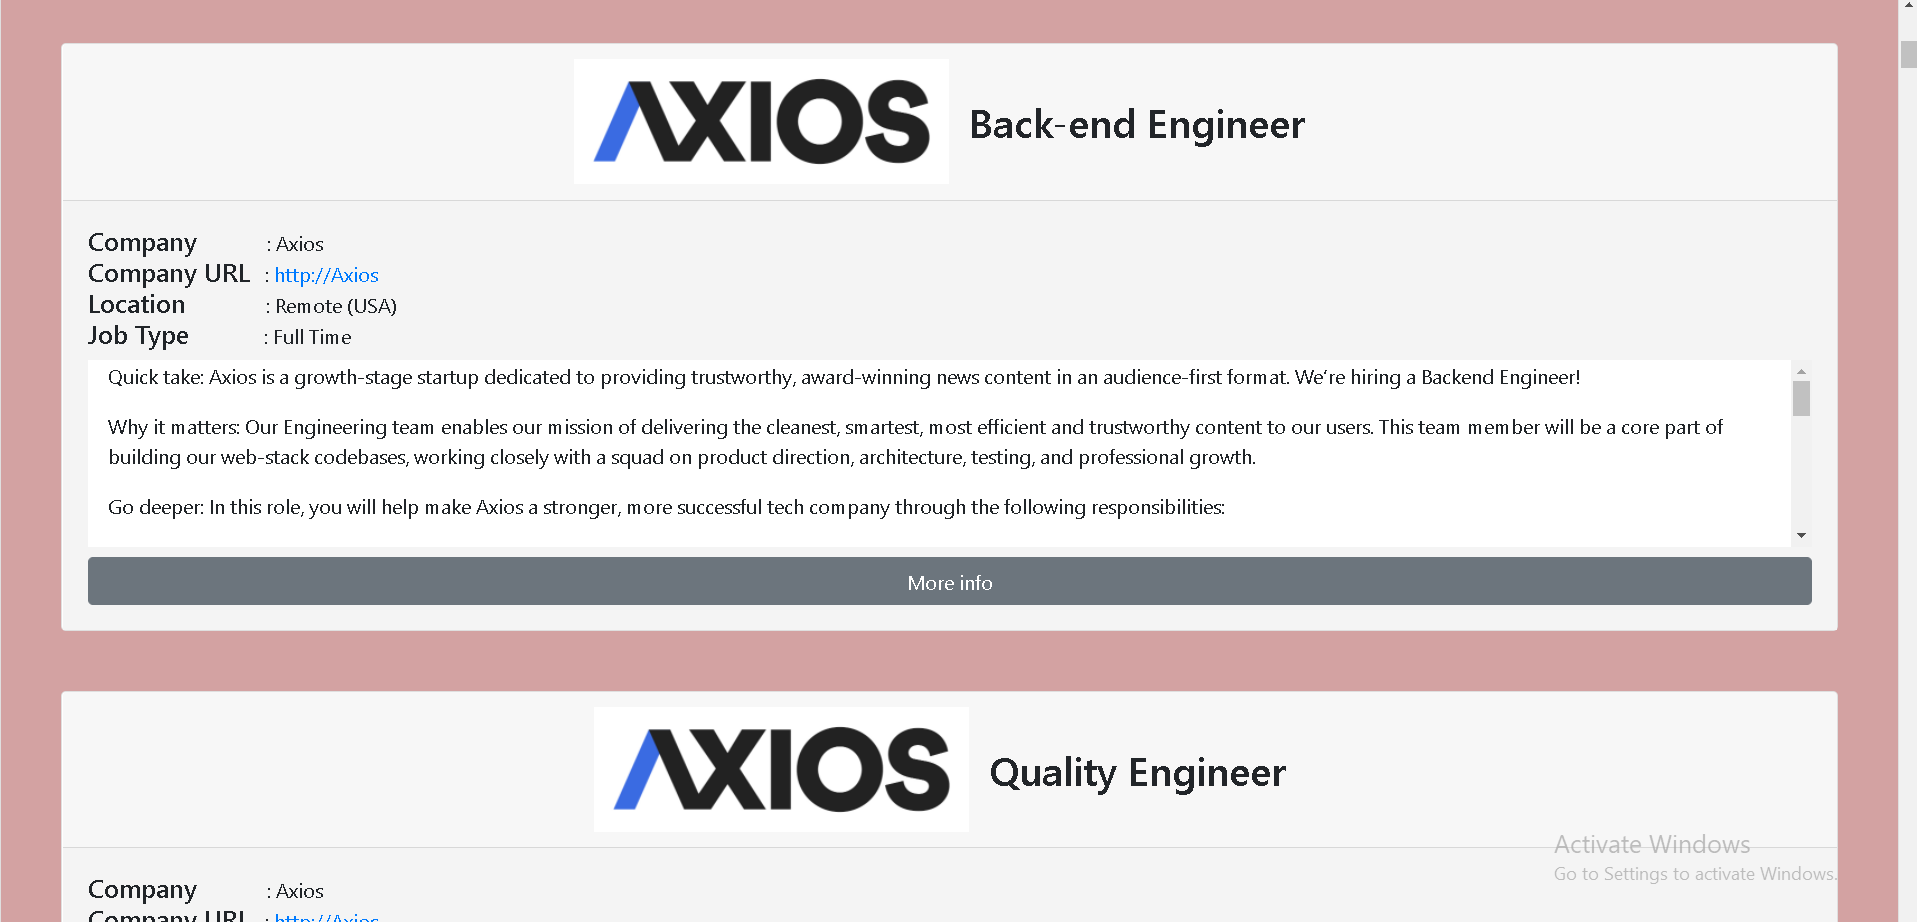 AXIOS Back-end Engineer
Company : Axios
Company URL : http://Axios
Location : Remote (USA)
Job Type : Full Time
Quick take: Axios is a growth-stage startup dedicated to providing trustworthy, award-winning news content in an audience-first format. We’re hiring a Backend Engineer!
Why it matters: Our Engineering team enables our mission of delivering the cleanest, smartest, most efficient and trustworthy content to our users. This team member will be a core part of
building our web-stack codebases, working closely with a squad on product direction, architecture, testing, and professional growth.
Go deeper: In this role, you will help make Axios a stronger, more successful tech company through the following responsibilities:
More info
AXIOS Quality Engineer
Activate Windows
Go to Settings to activate Windows.
Company : Axios
Company URL : http://Axios